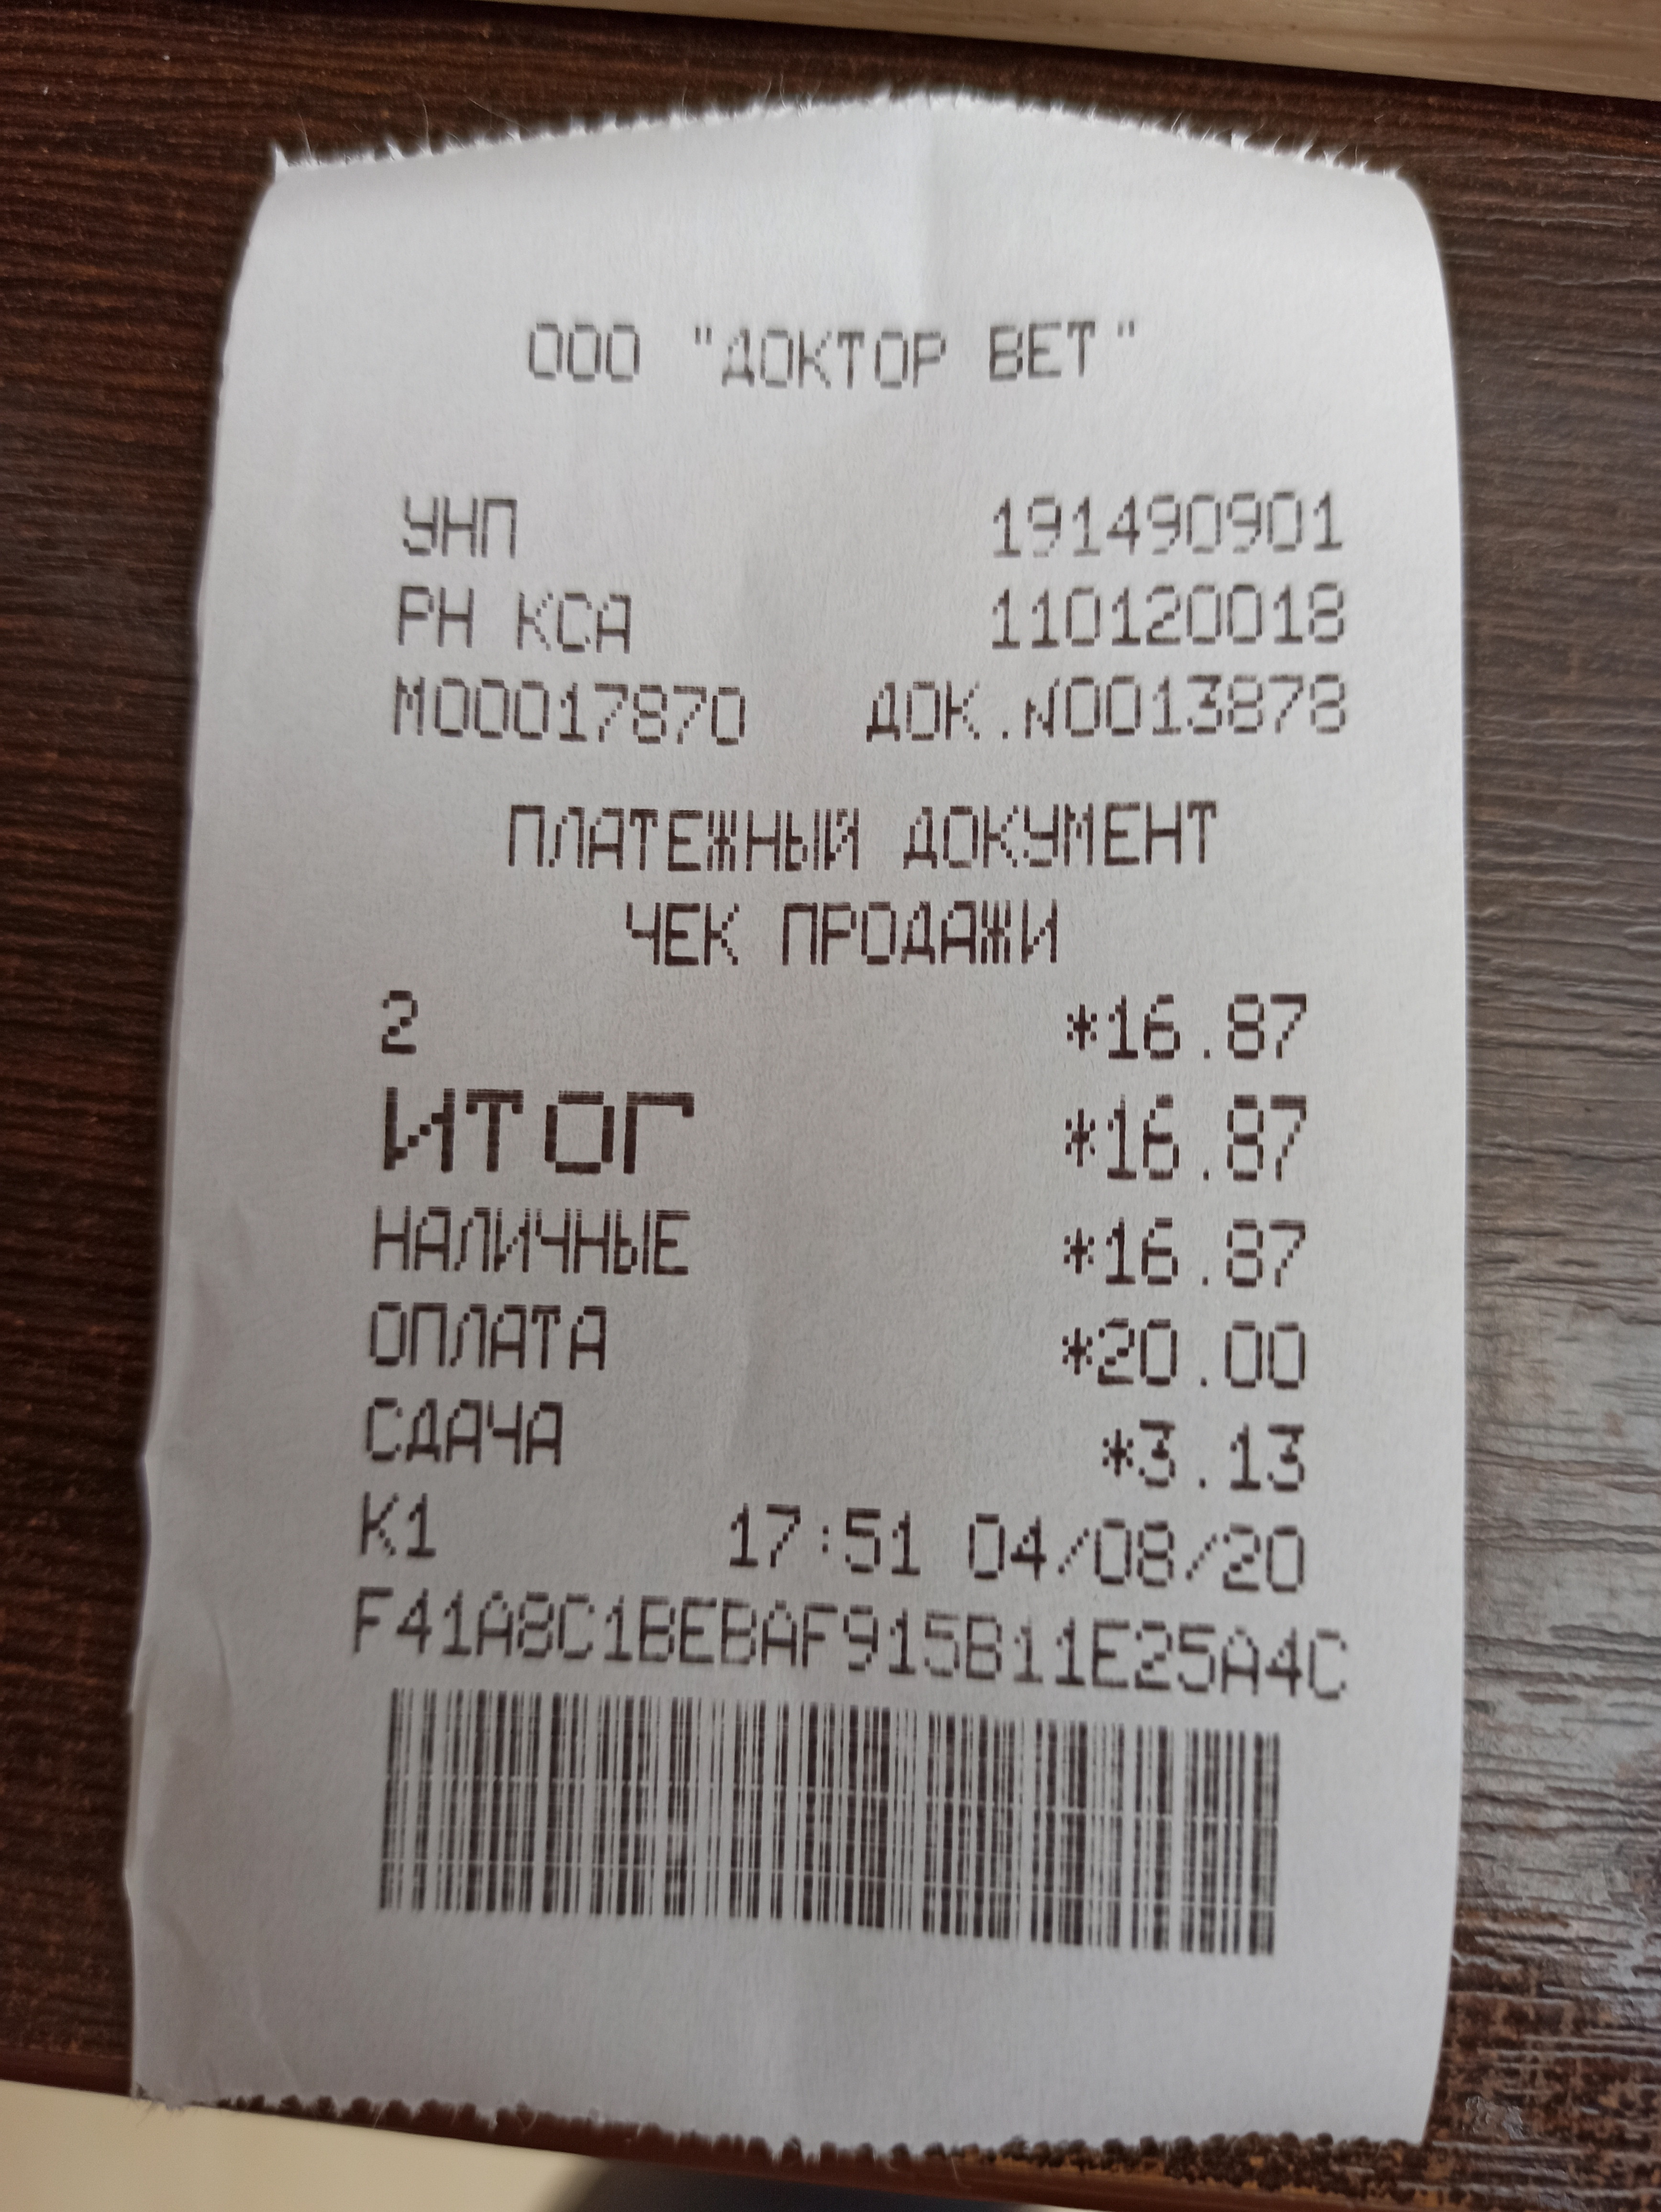 ООО "ДОКТОР ВЕТ"
УНП 191490901
РН КСА 110120018
М00017870 ДОК.N0013878
ПЛАТЕЖНЫЙ ДОКУМЕНТ
ЧЕК ПРОДАЖИ
2 *16.87
ИТОГ *16.87
НАЛИЧНЫЕ *16.87
ОПЛАТА *20.00
СДАЧА *3.13
К1 17:51 04/08/20
F41A8C1BEBAF915B11E25A4C